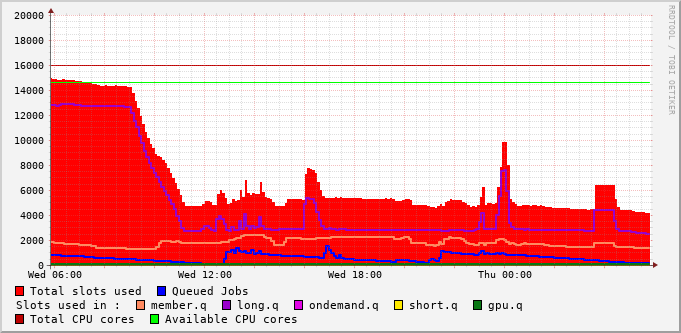 20000
18000
16000
14000
12000
10000
8000
6000
4000
2000
0
Wed 06:00 Wed 12:00 Wed 18:00 Thu 00:00
RRDTOOL / TOBI OETIKER
Total slots used Queued Jobs
Slots used in : member.q long.q ondemand.q short.q gpu.q
Total CPU cores Available CPU cores